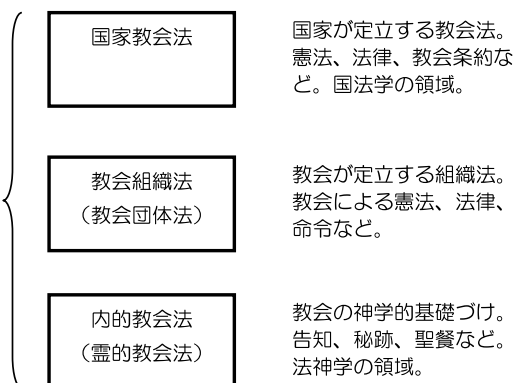 国家教会法
国家が定立する教会法。
憲法、法律、教会条約な
ど。国法学の領域。
教会組織法
（教会団体法）
教会が定立する組織法。
教会による憲法、法律、
命令など。
内的教会法
（霊的教会法）
教会の神学的基礎づけ。
告知、秘跡、聖餐など。
法神学の領域。